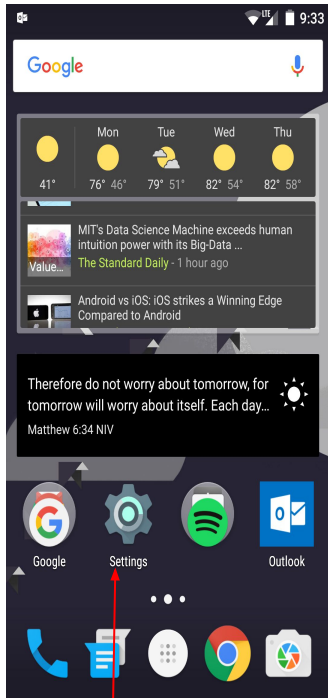 LTE 9:33
Google
Mon Tue Wed Thu
41° 76° 46° 79° 51° 82° 54° 82° 58°
MIT's Data Science Machine exceeds human
intuition power with its Big-Data ...
Value...
The Standard Daily - 1 hour ago
Android vs iOS: iOS strikes a Winning Edge
Compared to Android
Therefore do not worry about tomorrow, for
tomorrow will worry about itself. Each day...
Matthew 6:34 NIV
Google Settings Outlook